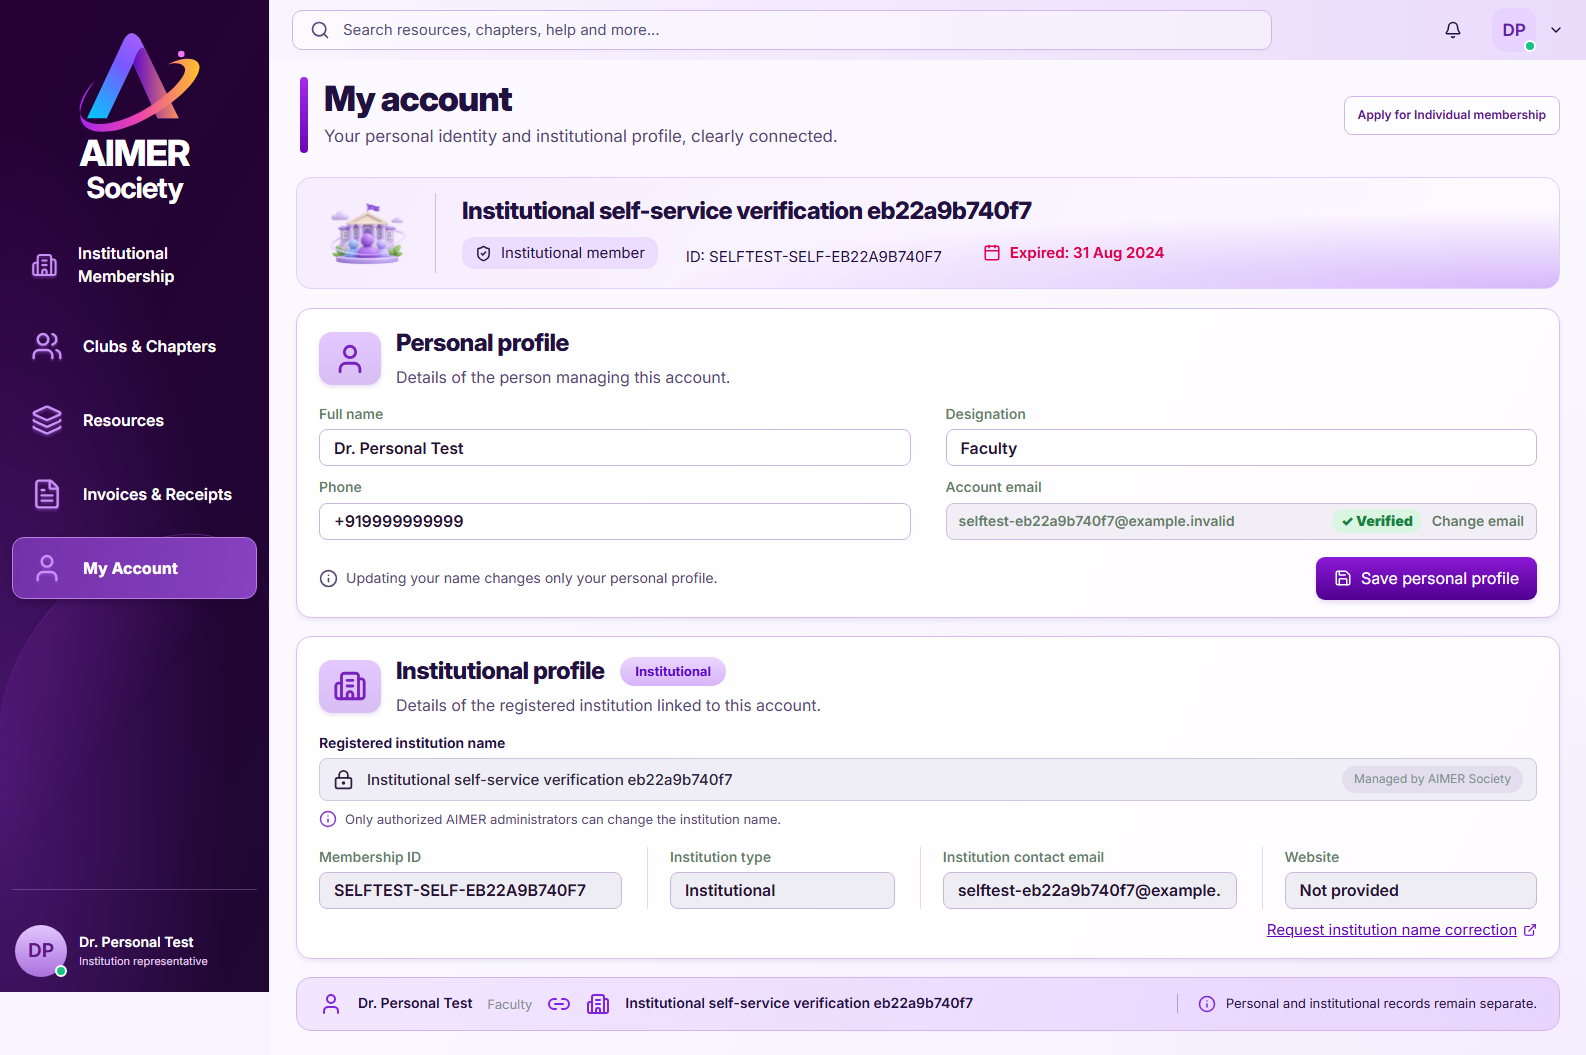 AIMER
Society
Institutional
Membership
Clubs & Chapters
Resources
Invoices & Receipts
My Account
DP
Dr. Personal Test
Institution representative
Search resources, chapters, help and more...
DP
My account
Your personal identity and institutional profile, clearly connected.
Apply for Individual membership
Institutional self-service verification eb22a9b740f7
Institutional member
ID: SELFTEST-SELF-EB22A9B740F7
Expired: 31 Aug 2024
Personal profile
Details of the person managing this account.
Full name
Dr. Personal Test
Designation
Faculty
Phone
+919999999999
Account email
selftest-eb22a9b740f7@example.invalid
Verified
Change email
Updating your name changes only your personal profile.
Save personal profile
Institutional profile
Institutional
Details of the registered institution linked to this account.
Registered institution name
Institutional self-service verification eb22a9b740f7
Managed by AIMER Society
Only authorized AIMER administrators can change the institution name.
Membership ID
SELFTEST-SELF-EB22A9B740F7
Institution type
Institutional
Institution contact email
selftest-eb22a9b740f7@example.
Website
Not provided
Request institution name correction
Dr. Personal Test
Faculty
Institutional self-service verification eb22a9b740f7
Personal and institutional records remain separate.